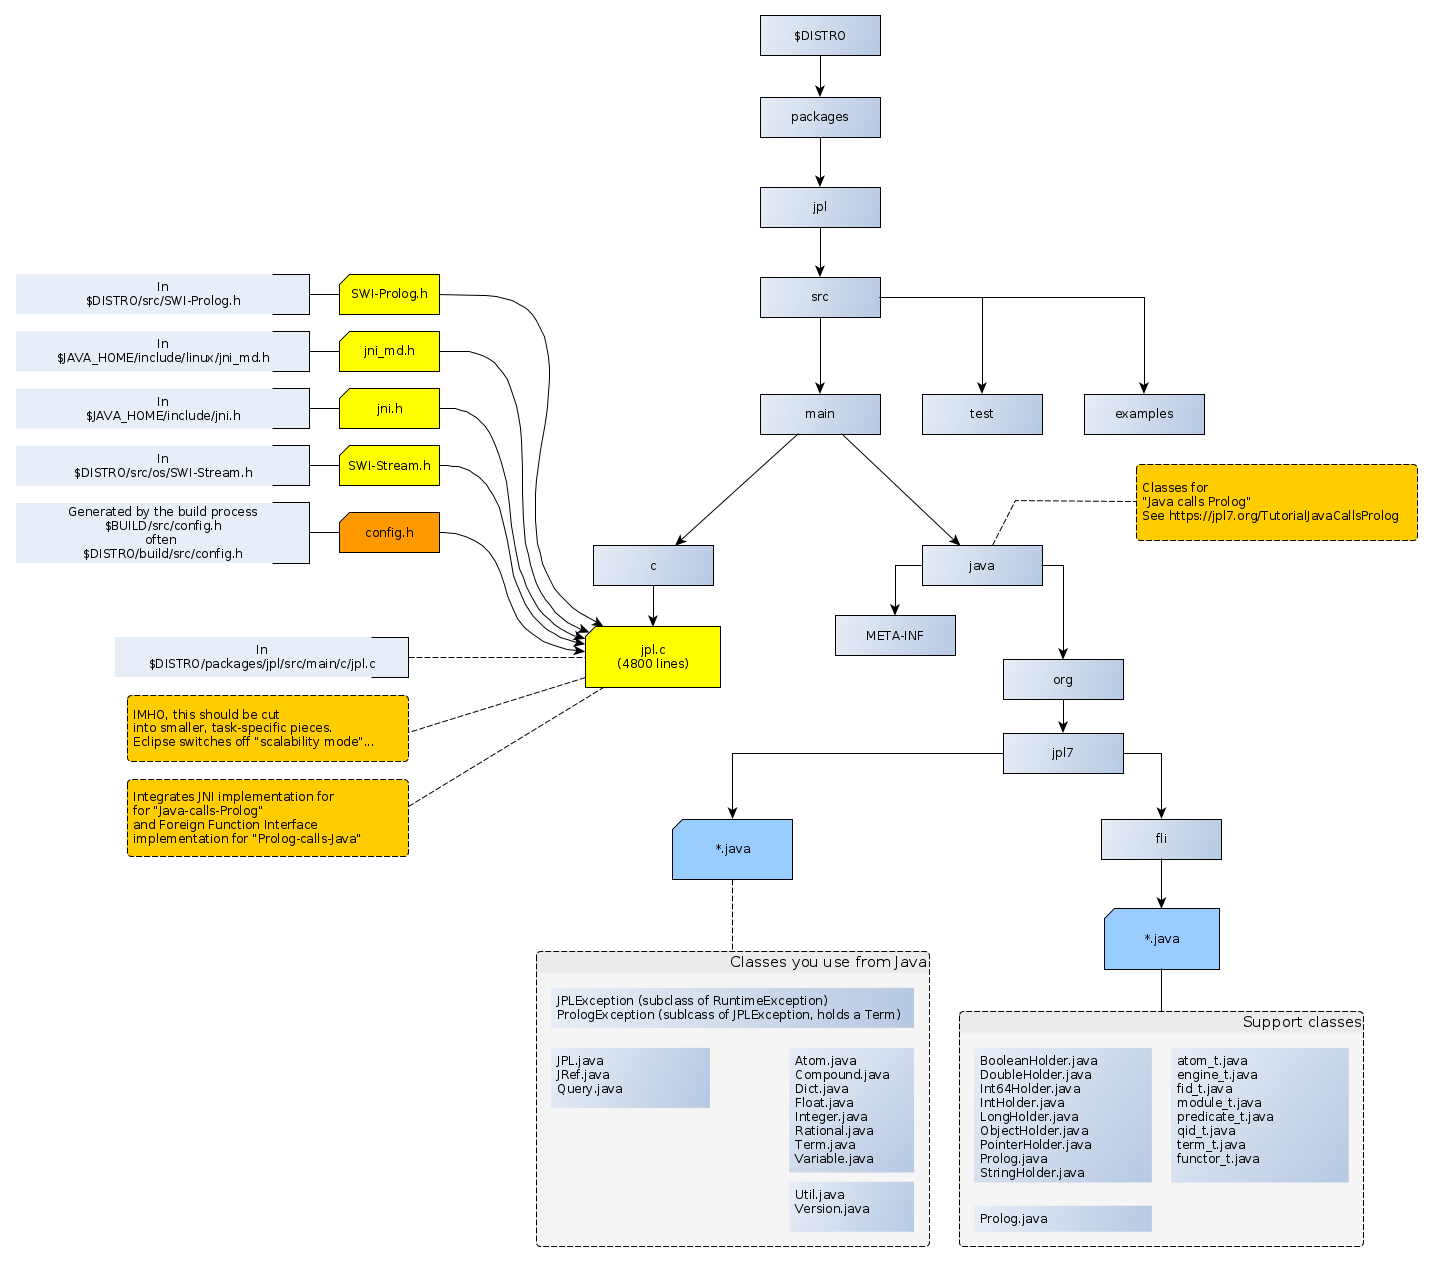 $DISTRO
packages
jpl
src
main
test
examples
In
$DISTRO/src/SWI-Prolog.h
SWI-Prolog.h
In
$JAVA_HOME/include/linux/jni_md.h
jni_md.h
In
$JAVA_HOME/include/jni.h
jni.h
In
$DISTRO/src/os/SWI-Stream.h
SWI-Stream.h
Generated by the build process
$BUILD/src/config.h
often
$DISTRO/build/src/config.h
config.h
Classes for
"Java calls Prolog"
See https://jpl7.org/TutorialJavaCallsProlog
c
java
META-INF
In
$DISTRO/packages/jpl/src/main/c/jpl.c
jpl.c
(4800 lines)
IMHO, this should be cut
into smaller, task-specific pieces.
Eclipse switches off "scalability mode"...
Integrates JNI implementation for
for "Java-calls-Prolog"
and Foreign Function Interface
implementation for "Prolog-calls-Java"
org
jpl7
*.java
fli
*.java
Classes you use from Java
JPLException (subclass of RuntimeException)
PrologException (sublcass of JPLException, holds a Term)
JPL.java
JRef.java
Query.java
Atom.java
Compound.java
Dict.java
Float.java
Integer.java
Rational.java
Term.java
Variable.java
Util.java
Version.java
Support classes
BooleanHolder.java
DoubleHolder.java
Int64Holder.java
IntHolder.java
LongHolder.java
ObjectHolder.java
PointerHolder.java
Prolog.java
StringHolder.java
atom_t.java
engine_t.java
fid_t.java
module_t.java
predicate_t.java
qid_t.java
term_t.java
functor_t.java
Prolog.java